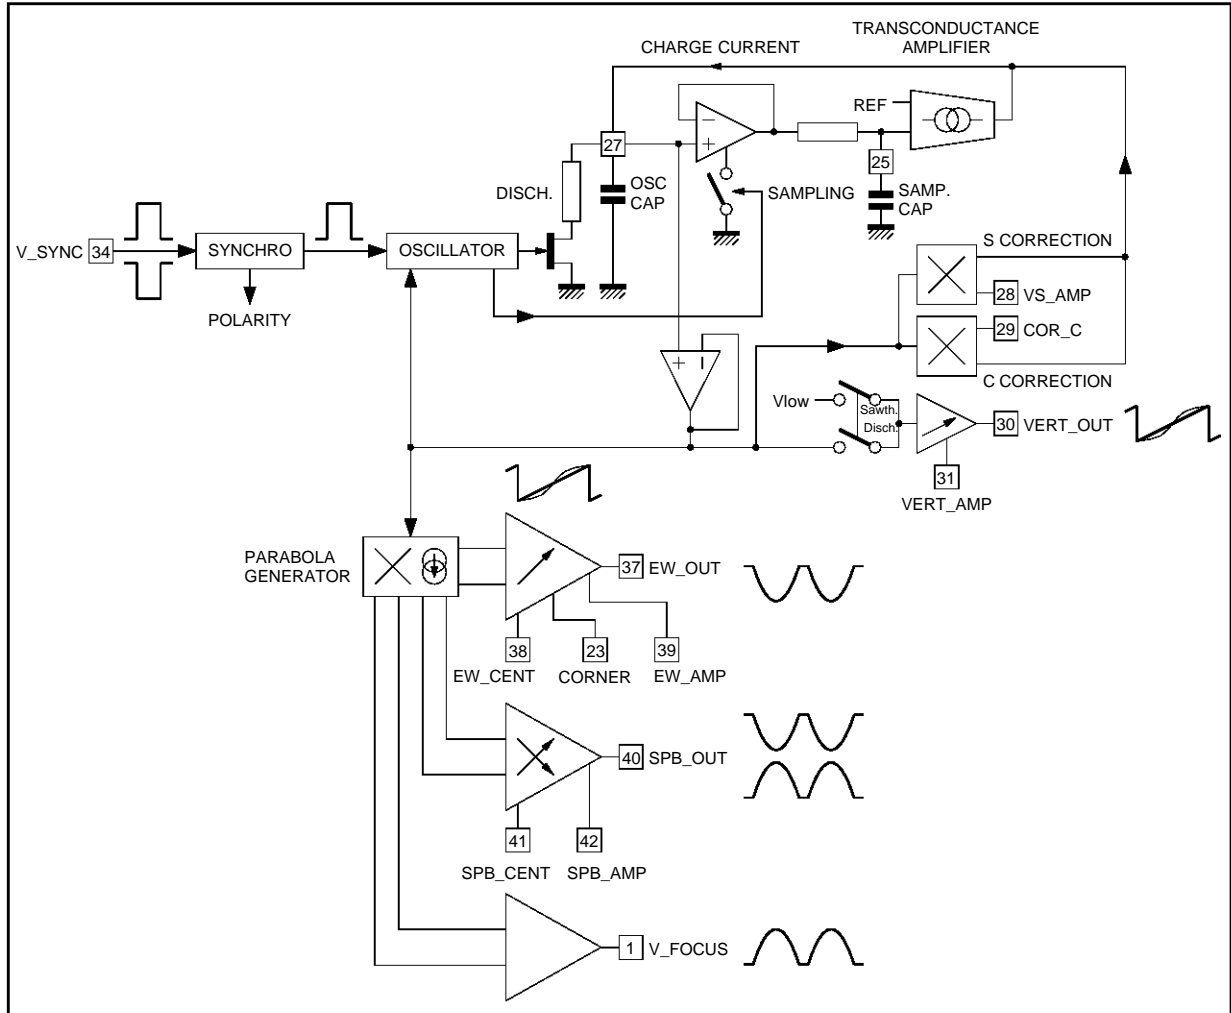 TRANSCONDUCTANCE
AMPLIFIER
CHARGE CURRENT
REF
27
25
DISCH.
OSC
CAP
SAMPLING
SAMP.
CAP
V_SYNC 34
SYNCHRO
OSCILLATOR
POLARITY
S CORRECTION
28 VS_AMP
29 COR_C
C CORRECTION
Vlow
Sawth.
Disch.
30 VERT_OUT
31
VERT_AMP
PARABOLA
GENERATOR
37 EW_OUT
38
23
39
EW_CENT
CORNER
EW_AMP
40 SPB_OUT
41
42
SPB_CENT
SPB_AMP
1 V_FOCUS